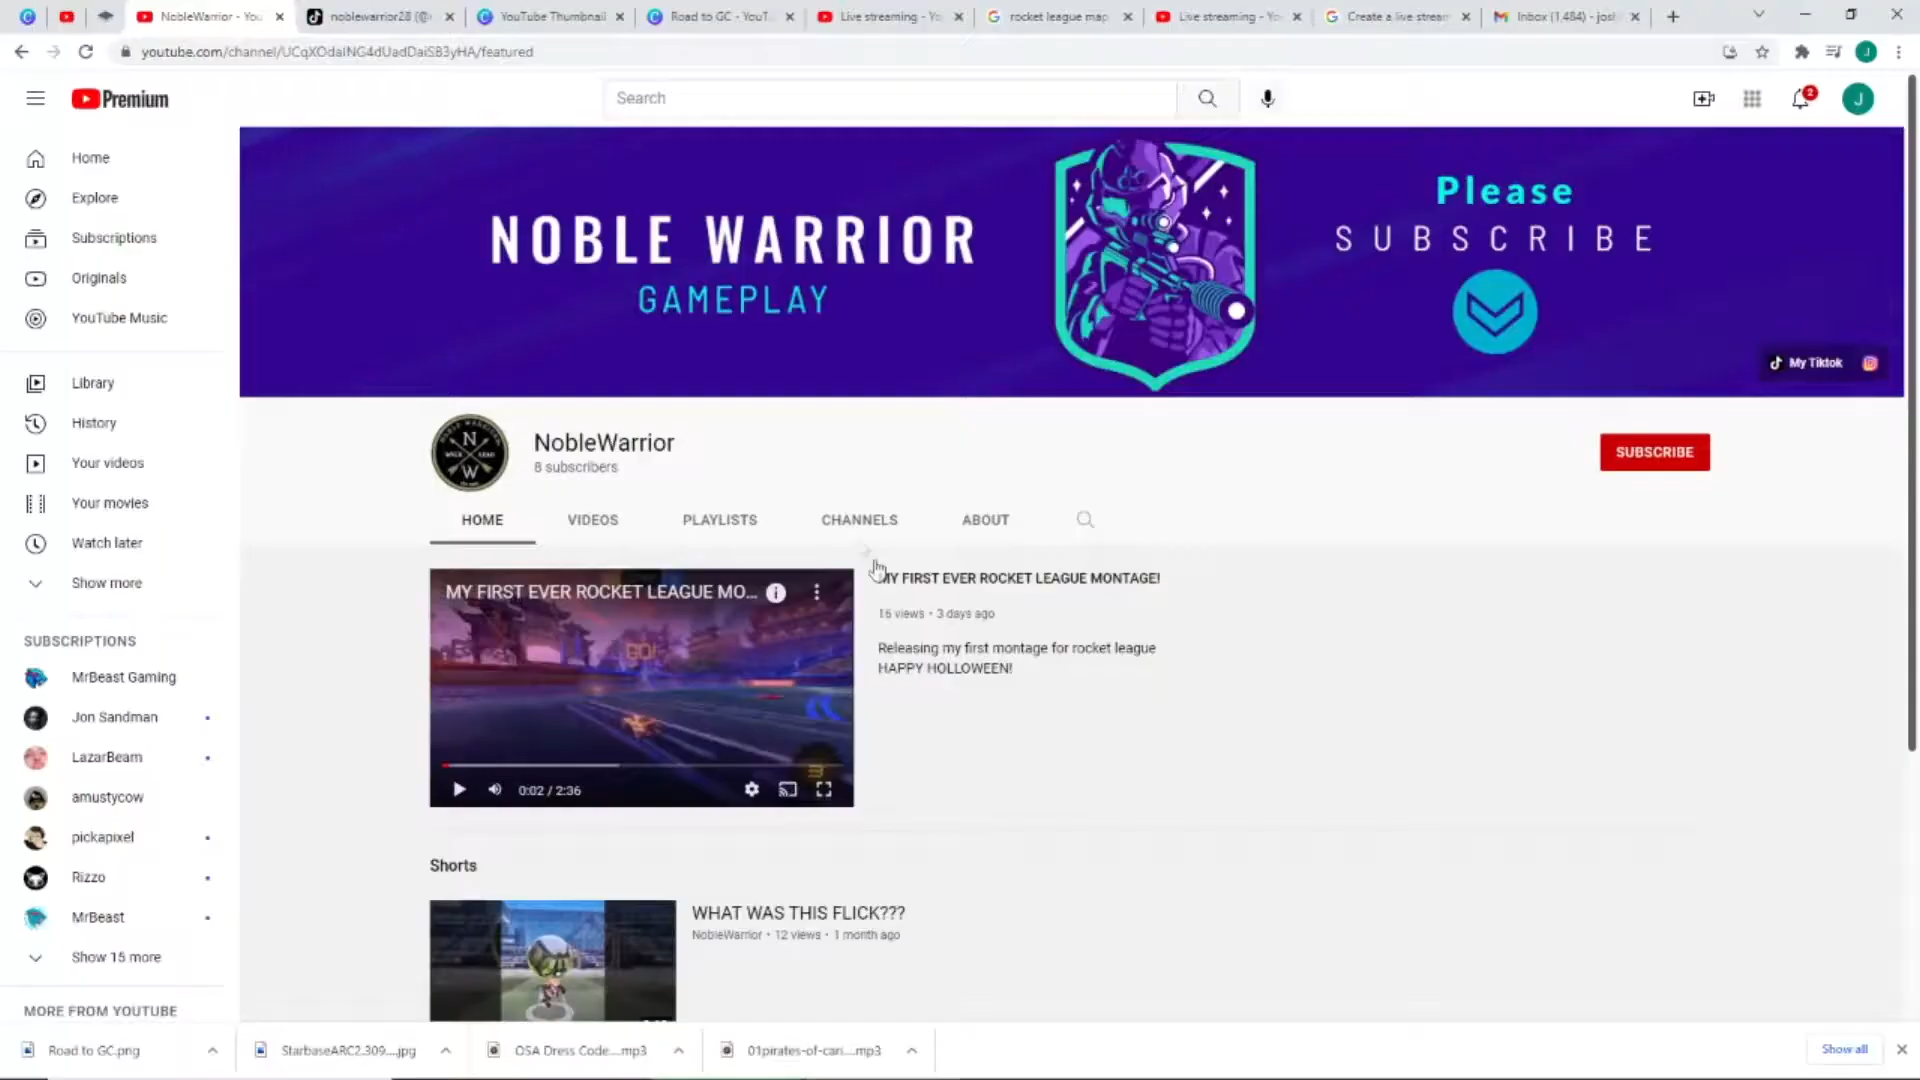 NobleWarrior - You
noblewarrior28 (@
YouTube Thumbnail
Road to GC - YouT
Live streaming - Yo
rocket league map
Live streaming - Yo
Create a live stream
Inbox (1,484) - josh
youtube.com/channel/UCqXOdaiNG4dUadDaiSB3yHA/featured
J
Premium
Search
2
J
Home
Explore
Subscriptions
Originals
YouTube Music
Library
History
Your videos
Your movies
Watch later
Show more
SUBSCRIPTIONS
MrBeast Gaming
Jon Sandman
LazarBeam
amustycow
pickapixel
Rizzo
MrBeast
Show 15 more
MORE FROM YOUTUBE
NOBLE WARRIOR
GAMEPLAY
Please
SUBSCRIBE
My Tiktok
N
W
NobleWarrior
8 subscribers
SUBSCRIBE
HOME
VIDEOS
PLAYLISTS
CHANNELS
ABOUT
MY FIRST EVER ROCKET LEAGUE MO...
GO!
0:02 / 2:36
MY FIRST EVER ROCKET LEAGUE MONTAGE!
16 views • 3 days ago
Releasing my first montage for rocket league
HAPPY HOLLOWEEN!
Shorts
WHAT WAS THIS FLICK???
NobleWarrior • 12 views • 1 month ago
Road to GC.png
StarbaseARC2.309....jpg
OSA Dress Code....mp3
01pirates-of-cari....mp3
Show all